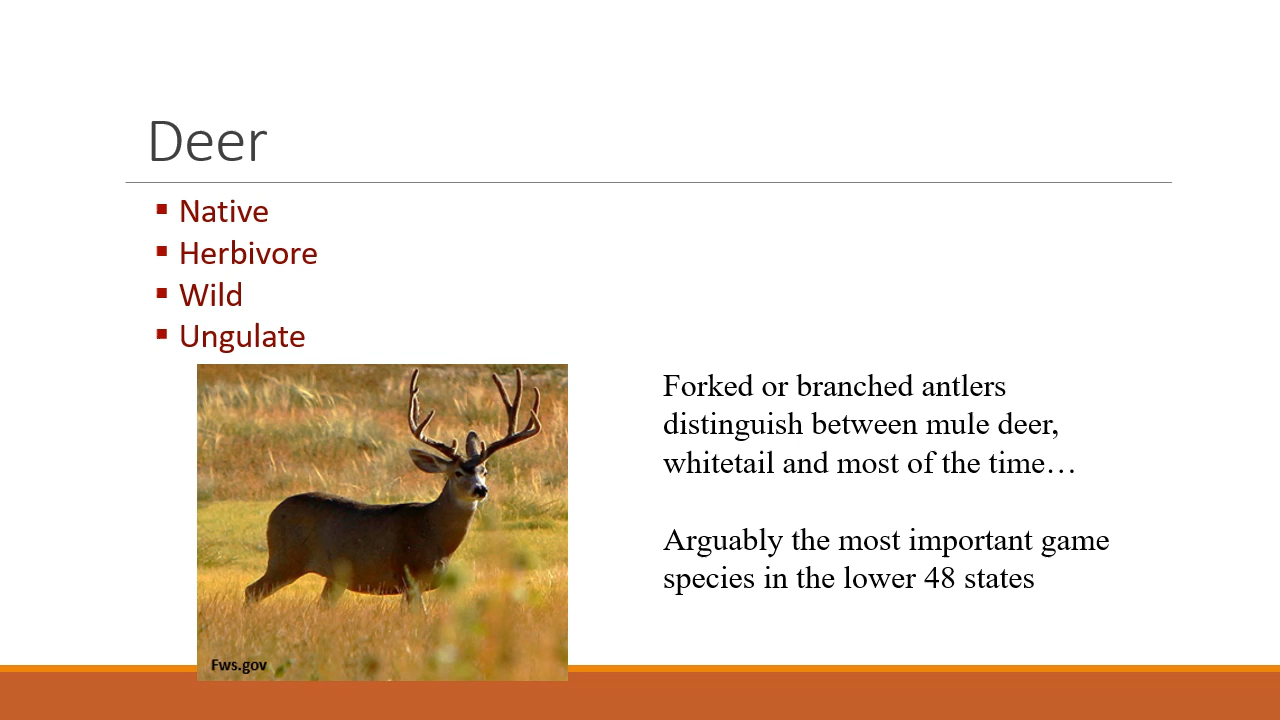 Deer
Native
Herbivore
Wild
Ungulate
Forked or branched antlers
distinguish between mule deer,
whitetail and most of the time…
Arguably the most important game
species in the lower 48 states
Fws.gov